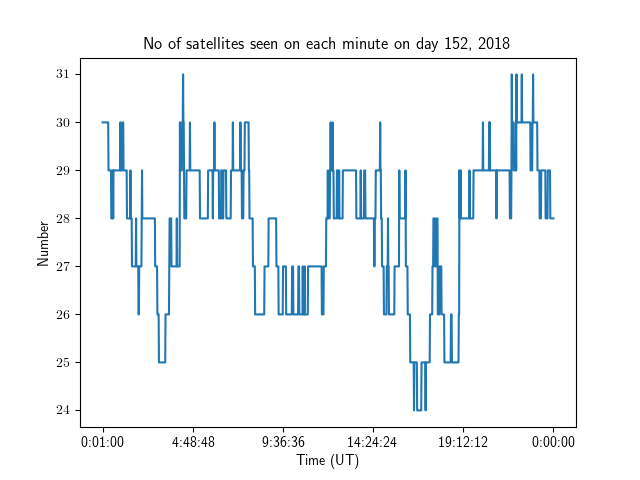 No of satellites seen on each minute on day 152, 2018
31
30
29
28
27
26
25
24
Number
0:01:00 4:48:48 9:36:36 14:24:24 19:12:12 0:00:00
Time (UT)